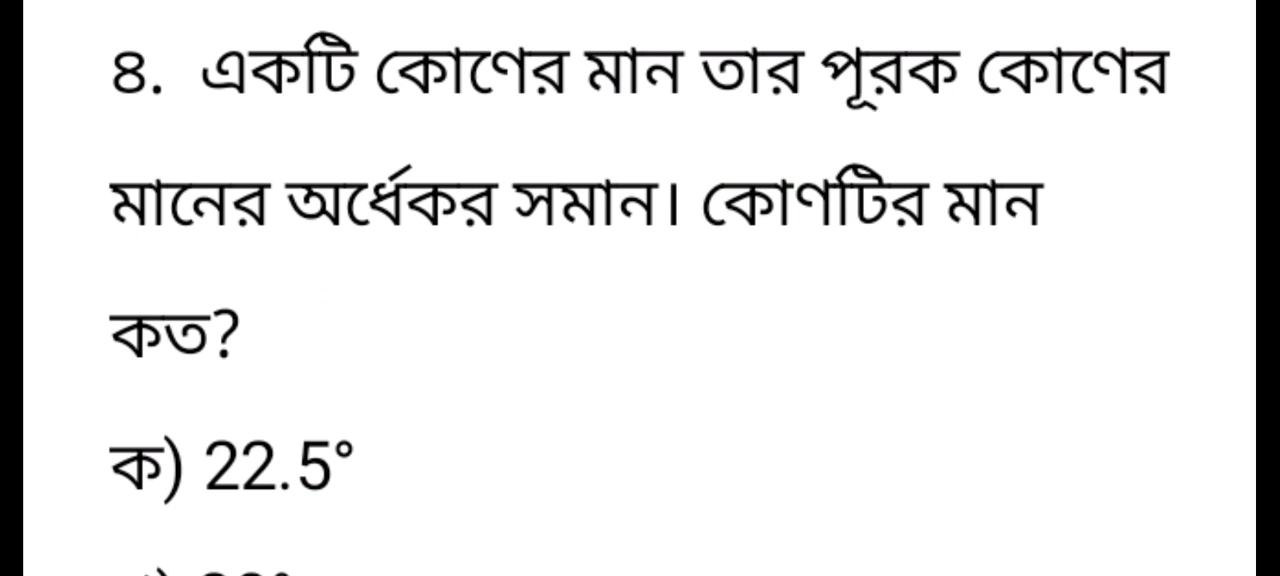 ৪. একটি কোণের মান তার পূরক কোণের
মানের অর্ধেকর সমান। কোণটির মান
কত?
ক) 22.5°